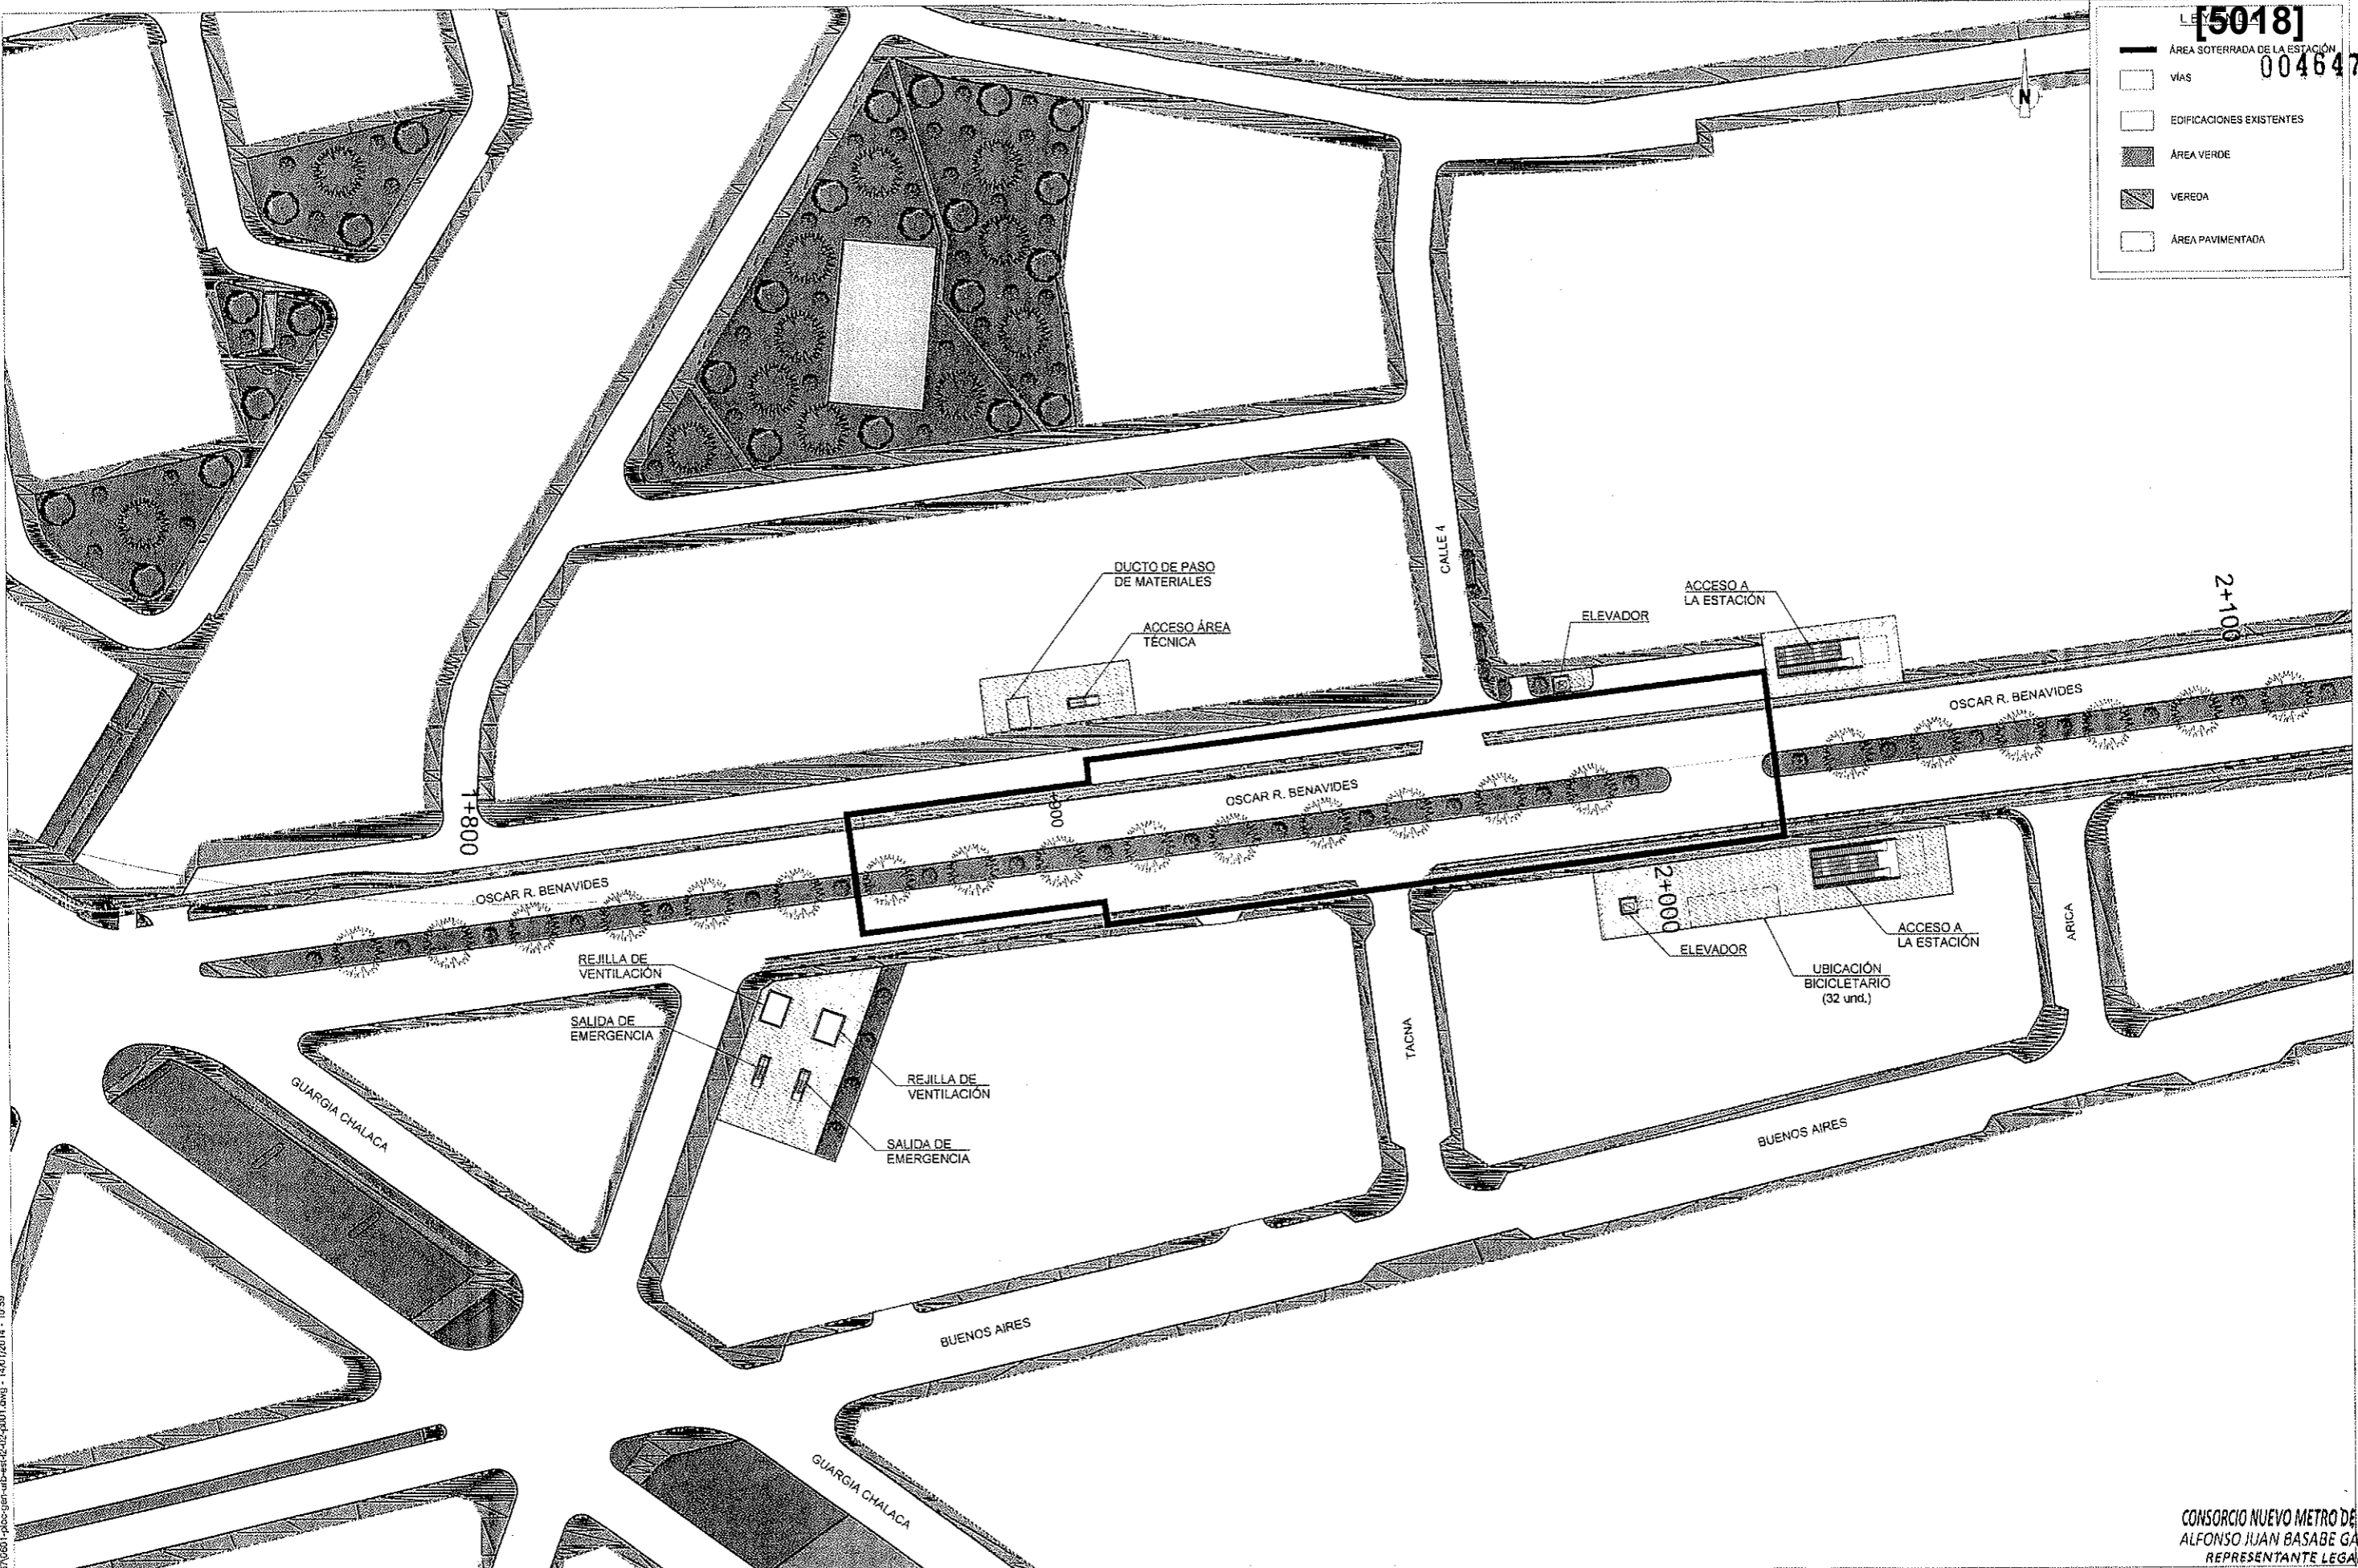 LEYENDA
[5018]
ÁREA SOTERRADA DE LA ESTACIÓN
004647
VÍAS
N
EDIFICACIONES EXISTENTES
ÁREA VERDE
VEREDA
ÁREA PAVIMENTADA
CALLE 4
DUCTO DE PASO
DE MATERIALES
ACCESO ÁREA
TÉCNICA
ACCESO A
LA ESTACIÓN
ELEVADOR
2+100
OSCAR R. BENAVIDES
OSCAR R. BENAVIDES
1+800
OSCAR R. BENAVIDES
2+000
ELEVADOR
UBICACIÓN
BICICLETARIO
(32 und.)
ACCESO A
LA ESTACIÓN
ARICA
REJILLA DE
VENTILACIÓN
SALIDA DE
EMERGENCIA
REJILLA DE
VENTILACIÓN
SALIDA DE
EMERGENCIA
TACNA
GUARGIA CHALACA
BUENOS AIRES
BUENOS AIRES
GUARGIA CHALACA
CONSORCIO NUEVO METRO DE
ALFONSO JUAN BASABE GA
REPRESENTANTE LEGA